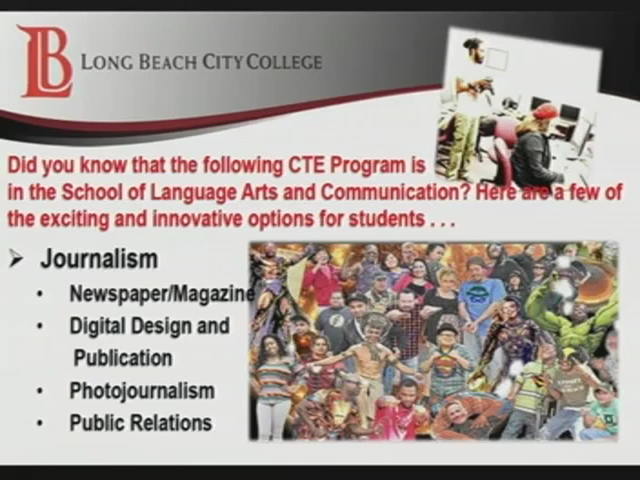 LB LONG BEACH CITY COLLEGE
Did you know that the following CTE Program is
in the School of Language Arts and Communication? Here are a few of
the exciting and innovative options for students . . .
➢ Journalism
• Newspaper/Magazine
• Digital Design and
Publication
• Photojournalism
• Public Relations